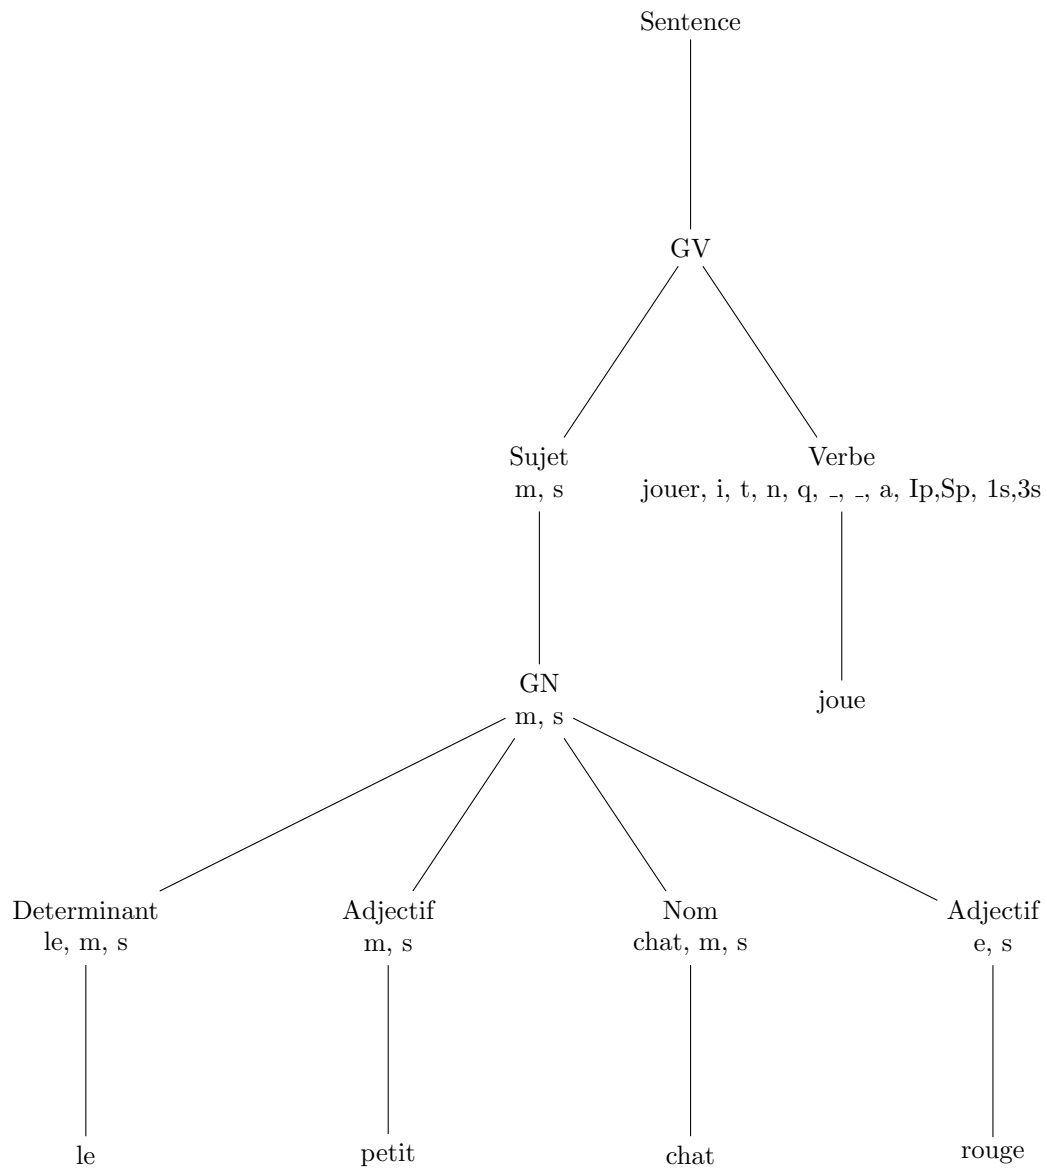 Sentence
GV
Sujet
m, s
Verbe
jouer, i, t, n, q, _, _, a, Ip,Sp, 1s,3s
GN
m, s
joue
Determinant
le, m, s
Adjectif
m, s
Nom
chat, m, s
Adjectif
e, s
le
petit
chat
rouge